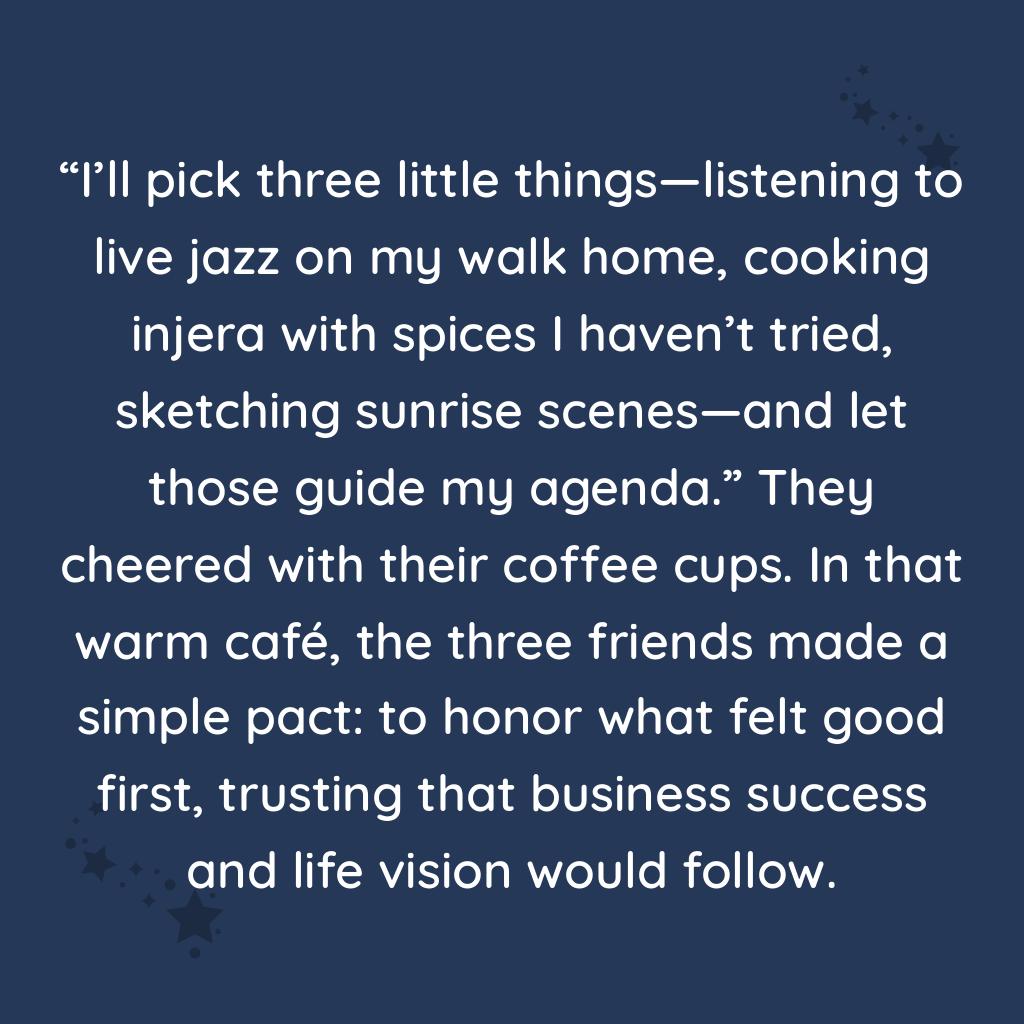 “I’ll pick three little things—listening to
live jazz on my walk home, cooking
injera with spices I haven’t tried,
sketching sunrise scenes—and let
those guide my agenda.” They
cheered with their coffee cups. In that
warm café, the three friends made a
simple pact: to honor what felt good
first, trusting that business success
and life vision would follow.